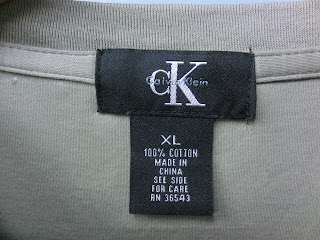 cK
Calvin Klein
XL
100% COTTON
MADE IN
CHINA
SEE SIDE
FOR CARE
RN 36543